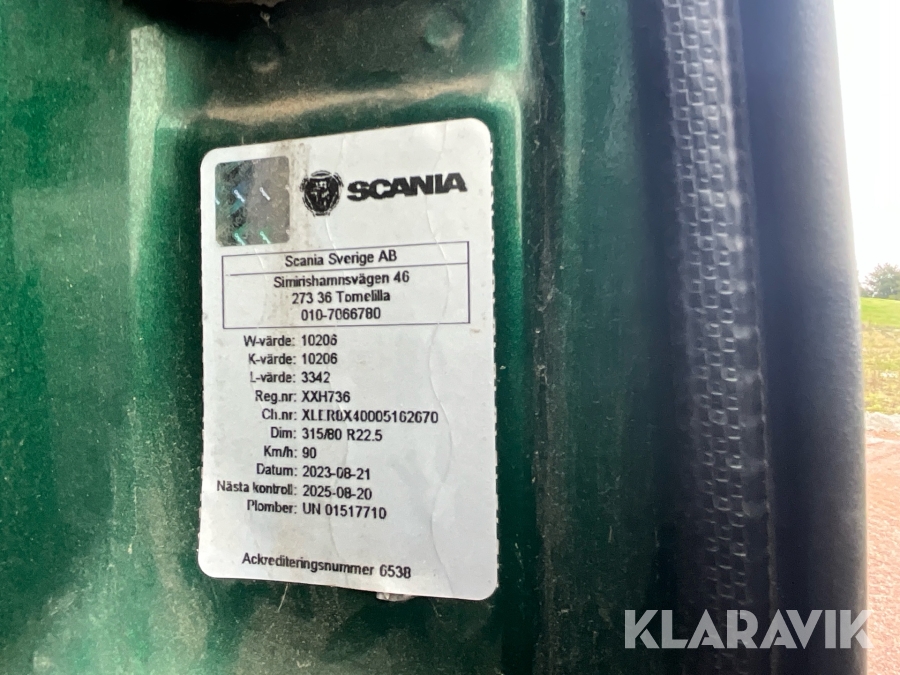 SCANIA
Scania Sverige AB
Simrishamnsvägen 46
273 36 Tomelilla
010-7066780
W-värde: 10206
K-värde: 10206
L-värde: 3342
Reg.nr: XXH736
Ch.nr: XLER0X40005162670
Dim: 315/80 R22.5
Km/h: 90
Datum: 2023-08-21
Nästa kontroll: 2025-08-20
Plomber: UN 01517710
Ackrediteringsnummer 6538
KLARAVIK